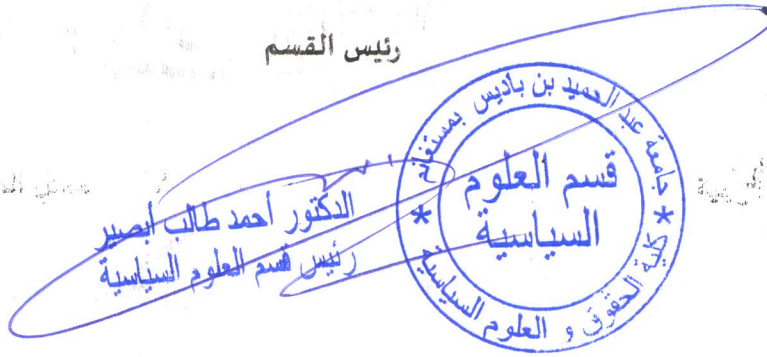 رئيس القسم
جامعة عبد الحميد بن باديس بمستغانم
قسم العلوم
السياسية
* كلية الحقوق و العلوم السياسية *
الدكتور أحمد طالب أبصير
رئيس قسم العلوم السياسية